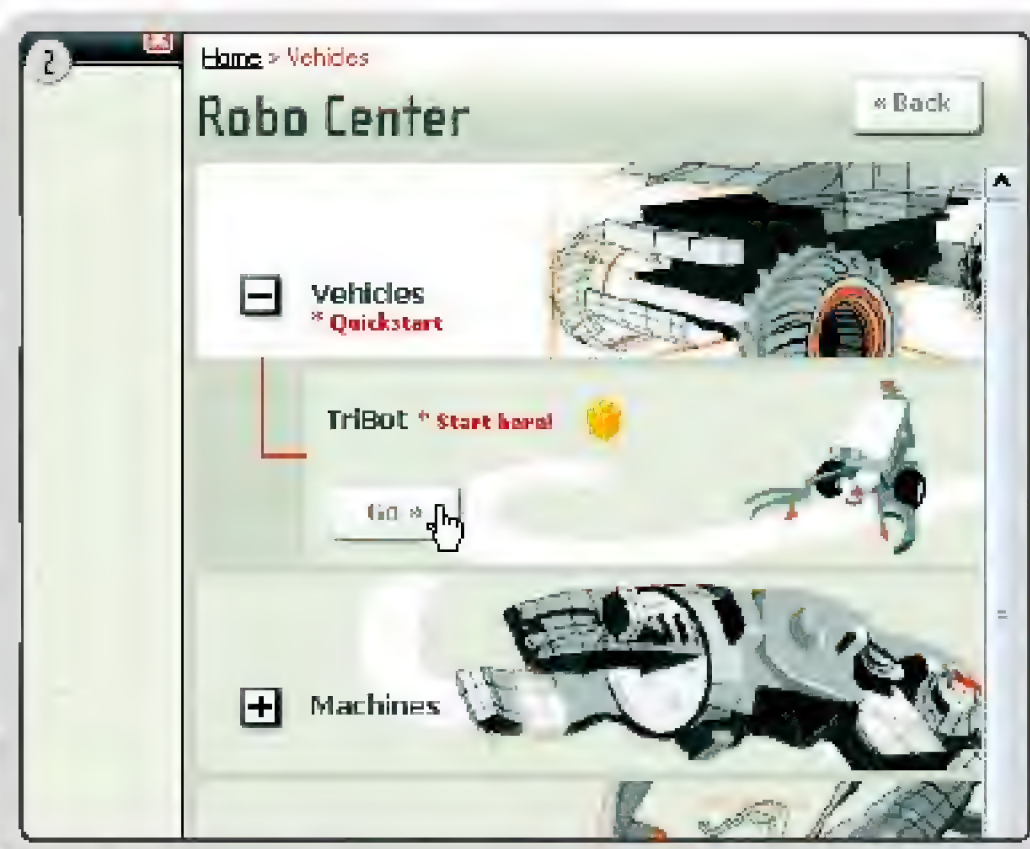 2
Home > Vehicles
Robo Center
« Back
Vehicles
* Quickstart
TriBot * Start here!
Go »
Machines